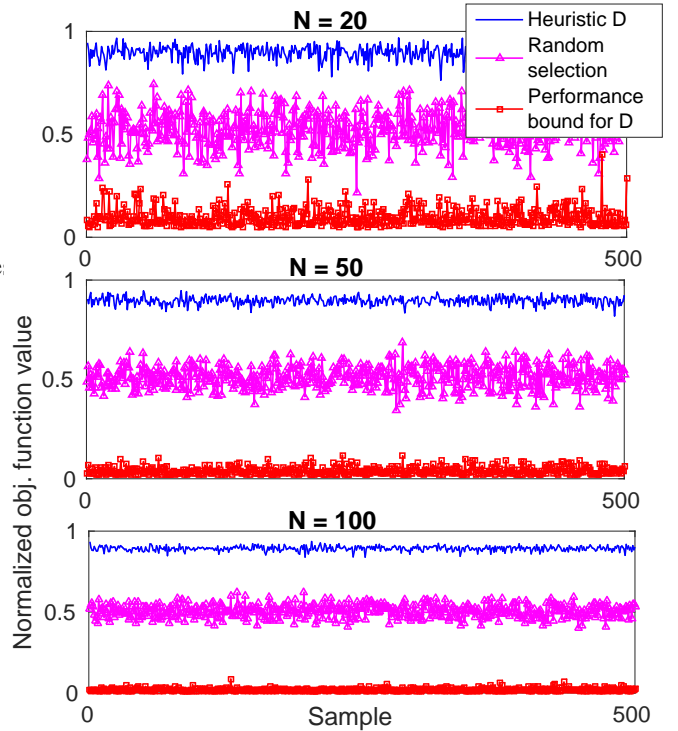 N = 20
Heuristic D
Random
selection
Performance
bound for D
1
0.5
0
0
500
N = 50
1
0.5
0
0
500
N = 100
1
0.5
0
0
500
Normalized obj. function value
Sample